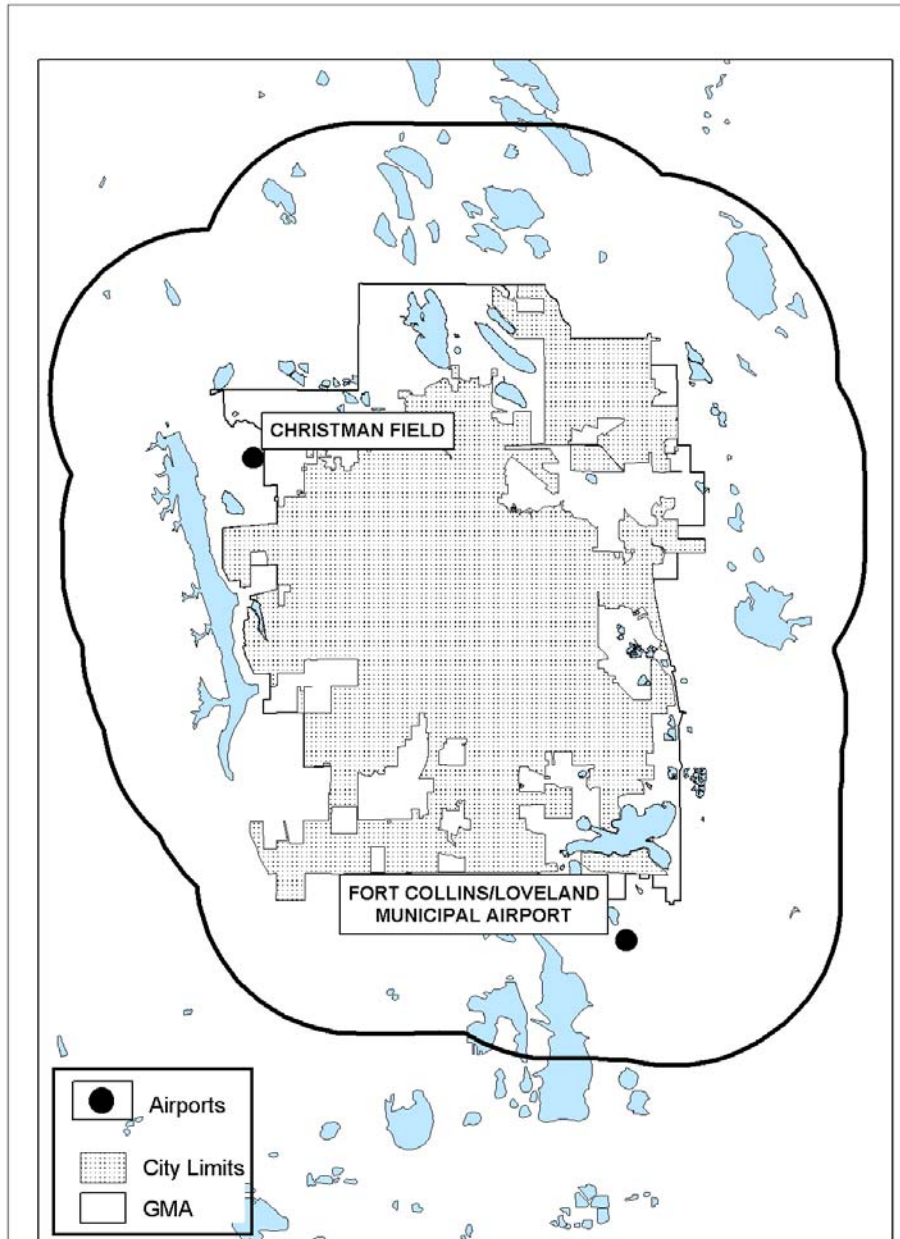 CHRISTMAN FIELD
FORT COLLINS/LOVELAND
MUNICIPAL AIRPORT
Airports
City Limits
GMA